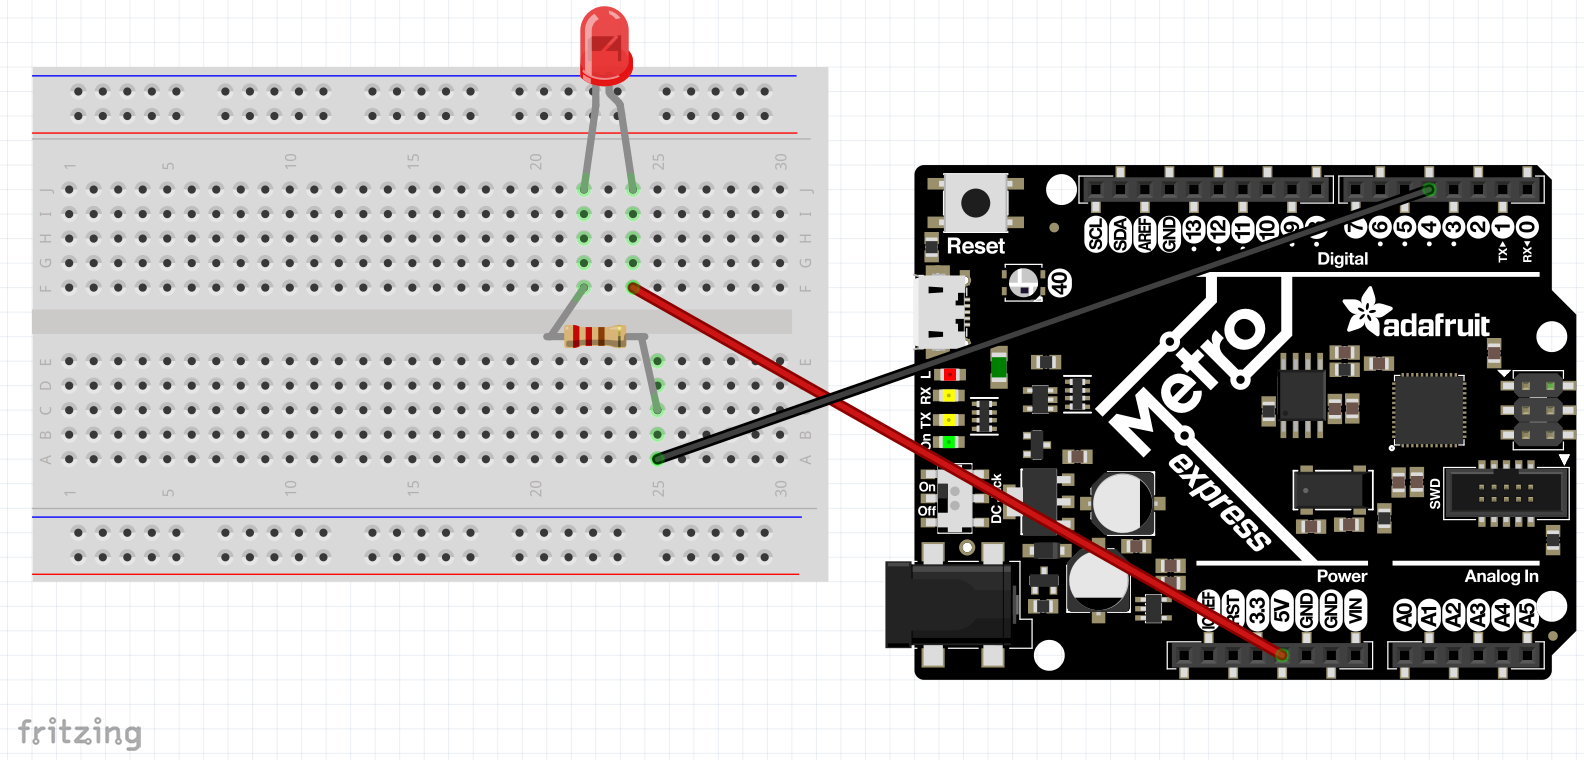 1 5 10 15 20 25 30
J J
I I
H H
G G
F F
E E
D D
C C
B B
A A
1 5 10 15 20 25 30
Reset
SCL SDA AREF GND 13 12 11 10 9 7 6 5 4 3 2 1 0
TX▸ RX◂
Digital
40
adafruit
Metro
express
L
RX
TX
On
On
Off
SWD
Power Analog In
RST 3.3 5V GND GND VIN A0 A1 A2 A3 A4 A5
fritzing